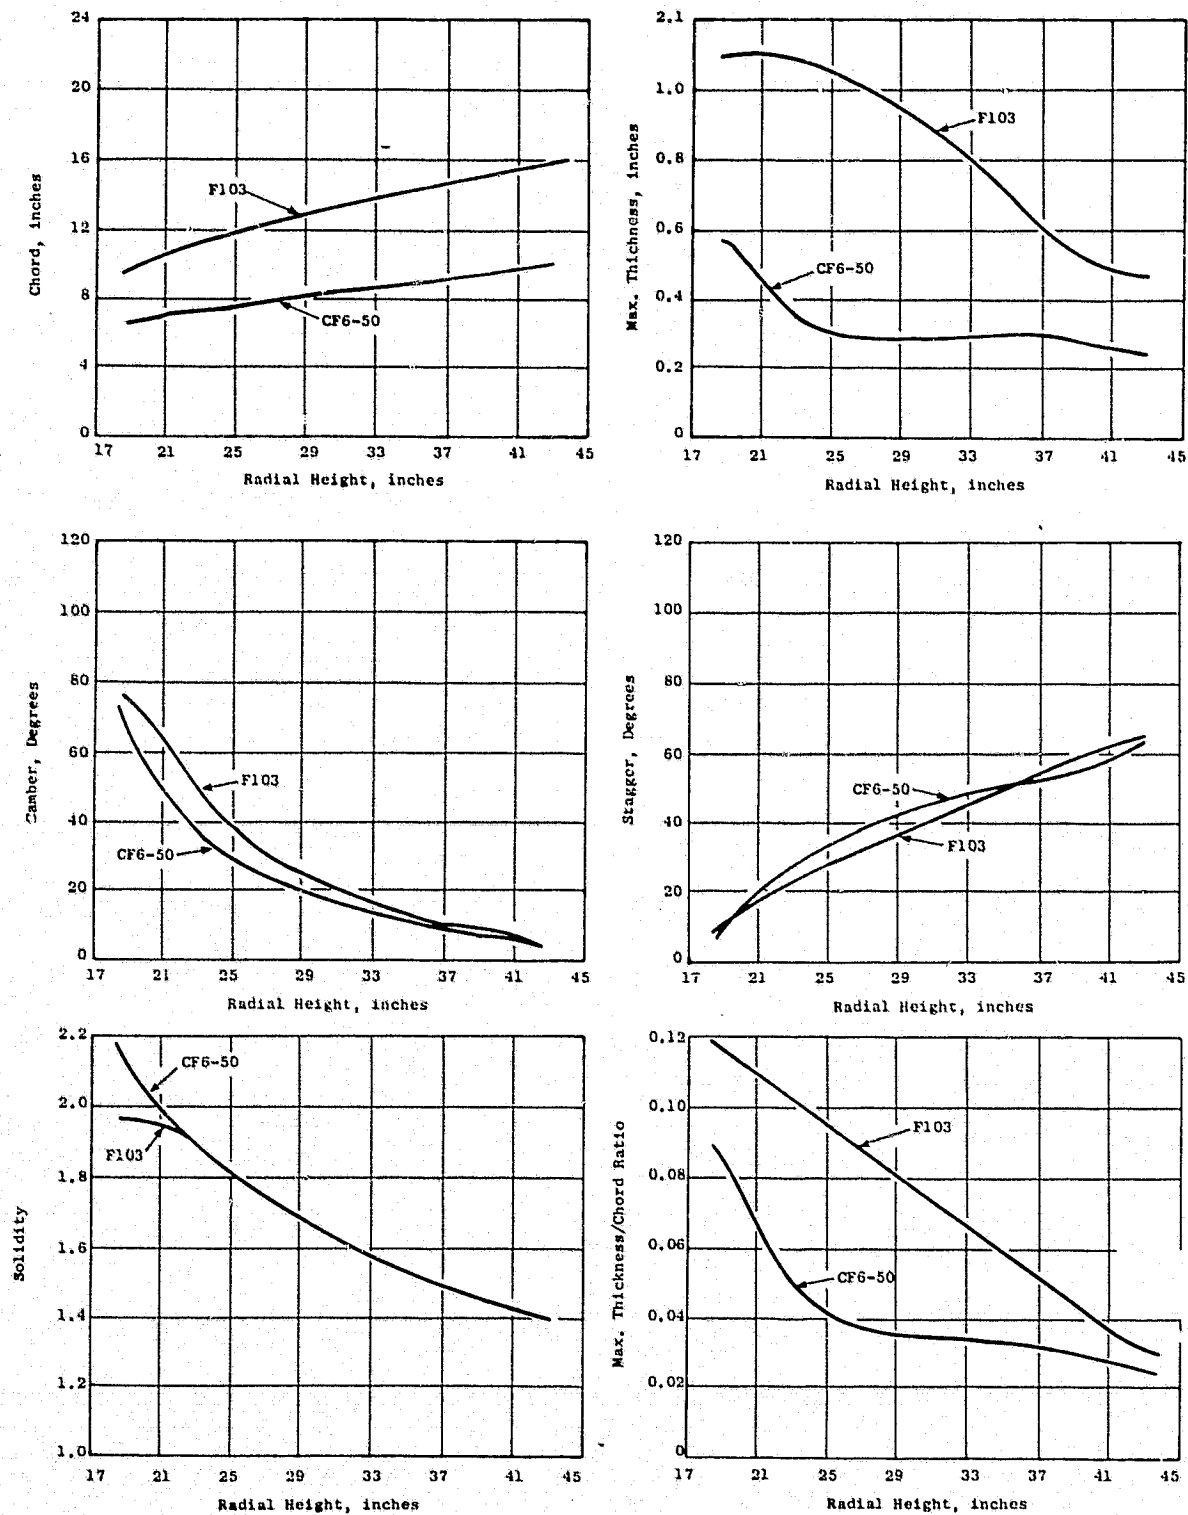 24
20
16
12
8
4
0
Chord, inches
F103
CF6-50
17 21 25 29 33 37 41 45
Radial Height, inches
2.1
1.0
0.8
0.6
0.4
0.2
0
Max. Thichness, inches
F103
CF6-50
17 21 25 29 33 37 41 45
Radial Height, inches
120
100
80
60
40
20
0
Camber, Degrees
F103
CF6-50
17 21 25 29 33 37 41 45
Radial Height, inches
120
100
80
60
40
20
0
Stagger, Degrees
CF6-50
F103
17 21 25 29 33 37 41 45
Radial Height, inches
2.2
2.0
1.8
1.6
1.4
1.2
1.0
Solidity
CF6-50
F103
17 21 25 29 33 37 41 45
Radial Height, inches
0.12
0.10
0.08
0.06
0.04
0.02
0
Max. Thickness/Chord Ratio
F103
CF6-50
17 21 25 29 33 37 41 45
Radial Height, inches